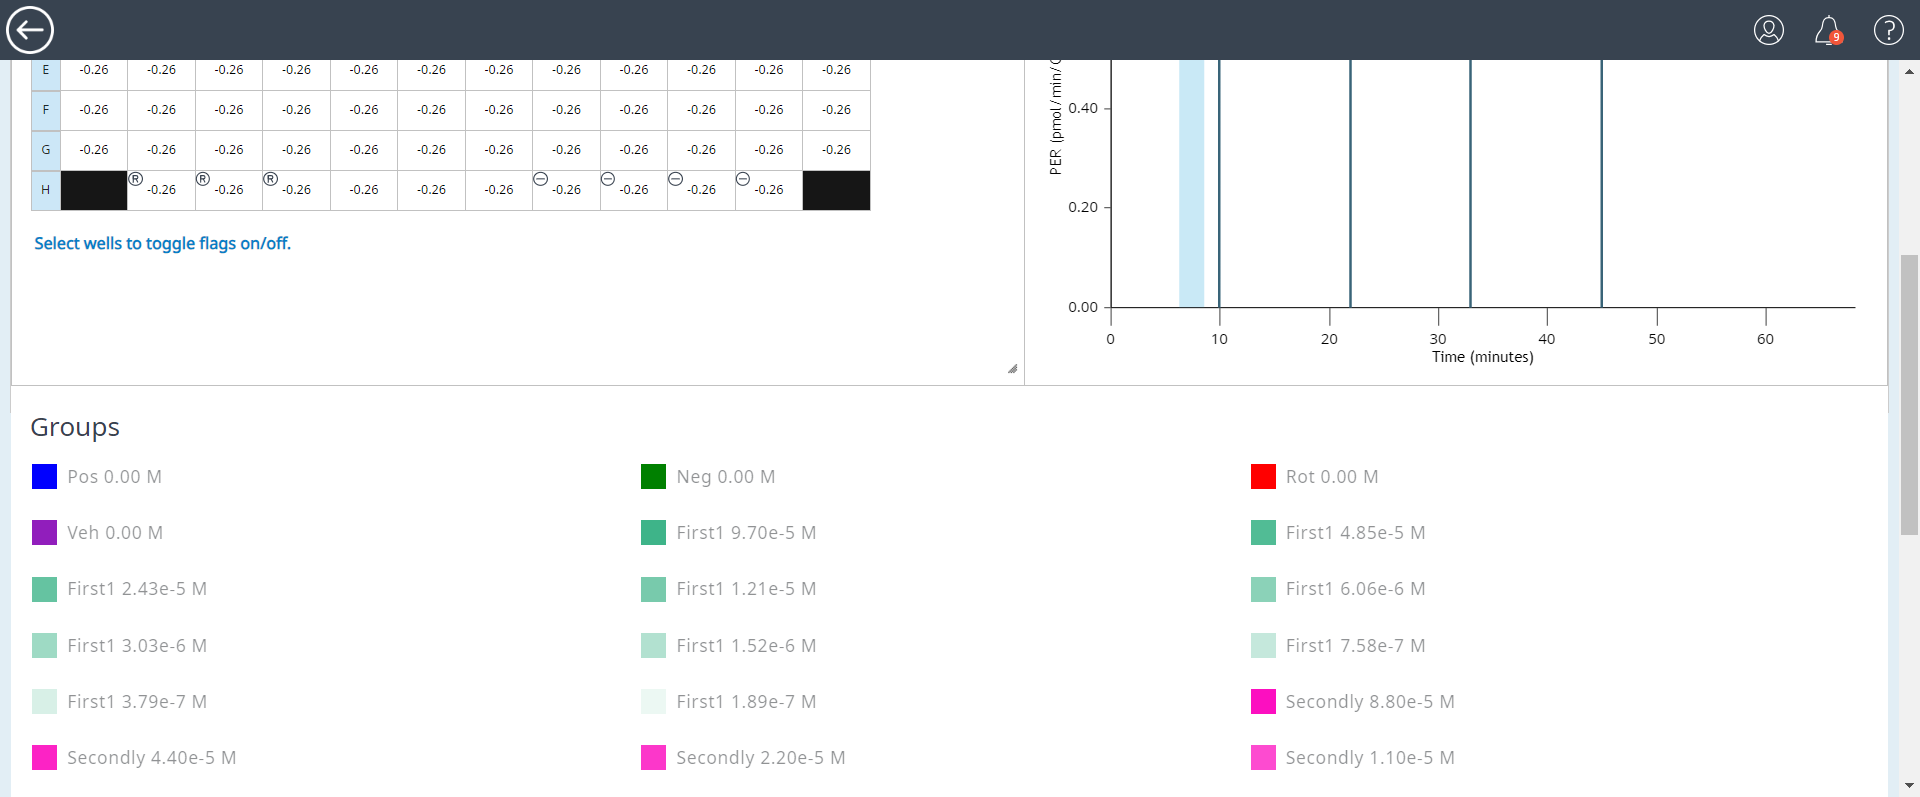 9 ?
E -0.26 -0.26 -0.26 -0.26 -0.26 -0.26 -0.26 -0.26 -0.26 -0.26 -0.26 -0.26
F -0.26 -0.26 -0.26 -0.26 -0.26 -0.26 -0.26 -0.26 -0.26 -0.26 -0.26 -0.26
G -0.26 -0.26 -0.26 -0.26 -0.26 -0.26 -0.26 -0.26 -0.26 -0.26 -0.26 -0.26
H R -0.26 R -0.26 R -0.26 -0.26 -0.26 -0.26 -0.26 -0.26 -0.26 -0.26
Select wells to toggle flags on/off.
PER (pmol/min/
0.40
0.20
0.00
0 10 20 30 40 50 60
Time (minutes)
Groups
Pos 0.00 M Neg 0.00 M Rot 0.00 M
Veh 0.00 M First1 9.70e-5 M First1 4.85e-5 M
First1 2.43e-5 M First1 1.21e-5 M First1 6.06e-6 M
First1 3.03e-6 M First1 1.52e-6 M First1 7.58e-7 M
First1 3.79e-7 M First1 1.89e-7 M Secondly 8.80e-5 M
Secondly 4.40e-5 M Secondly 2.20e-5 M Secondly 1.10e-5 M